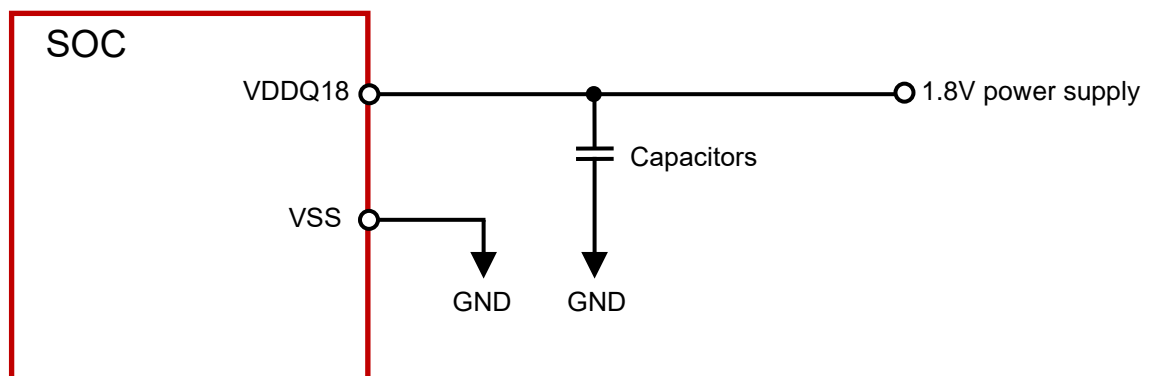 SOC
VDDQ18
1.8V power supply
Capacitors
VSS
GND
GND